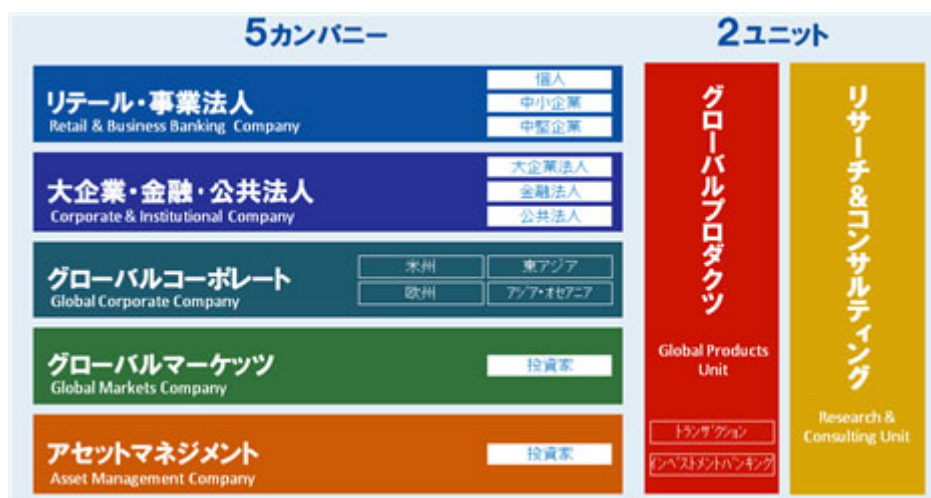 5カンパニー
2ユニット
リテール・事業法人
Retail & Business Banking Company
個人
中小企業
中堅企業
大企業・金融・公共法人
Corporate & Institutional Company
大企業法人
金融法人
公共法人
グローバルコーポレート
Global Corporate Company
米州
東アジア
欧州
アジア・オセアニア
グローバルマーケッツ
Global Markets Company
投資家
アセットマネジメント
Asset Management Company
投資家
グローバルプロダクツ
Global Products
Unit
トランザクション
インベストメントバンキング
リサーチ&コンサルティング
Research &
Consulting Unit